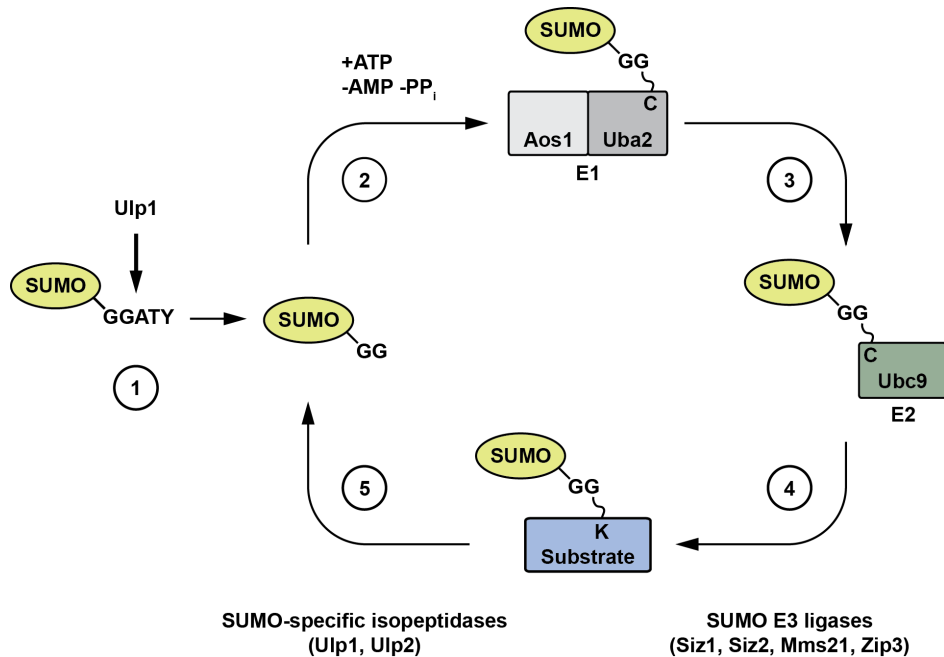 SUMO
GG
+ATP
-AMP -PPi
C
Aos1
Uba2
E1
2
3
Ulp1
SUMO
GGATY
SUMO
GG
1
SUMO
GG
C
Ubc9
E2
SUMO
GG
5
4
K
Substrate
SUMO-specific isopeptidases
(Ulp1, Ulp2)
SUMO E3 ligases
(Siz1, Siz2, Mms21, Zip3)